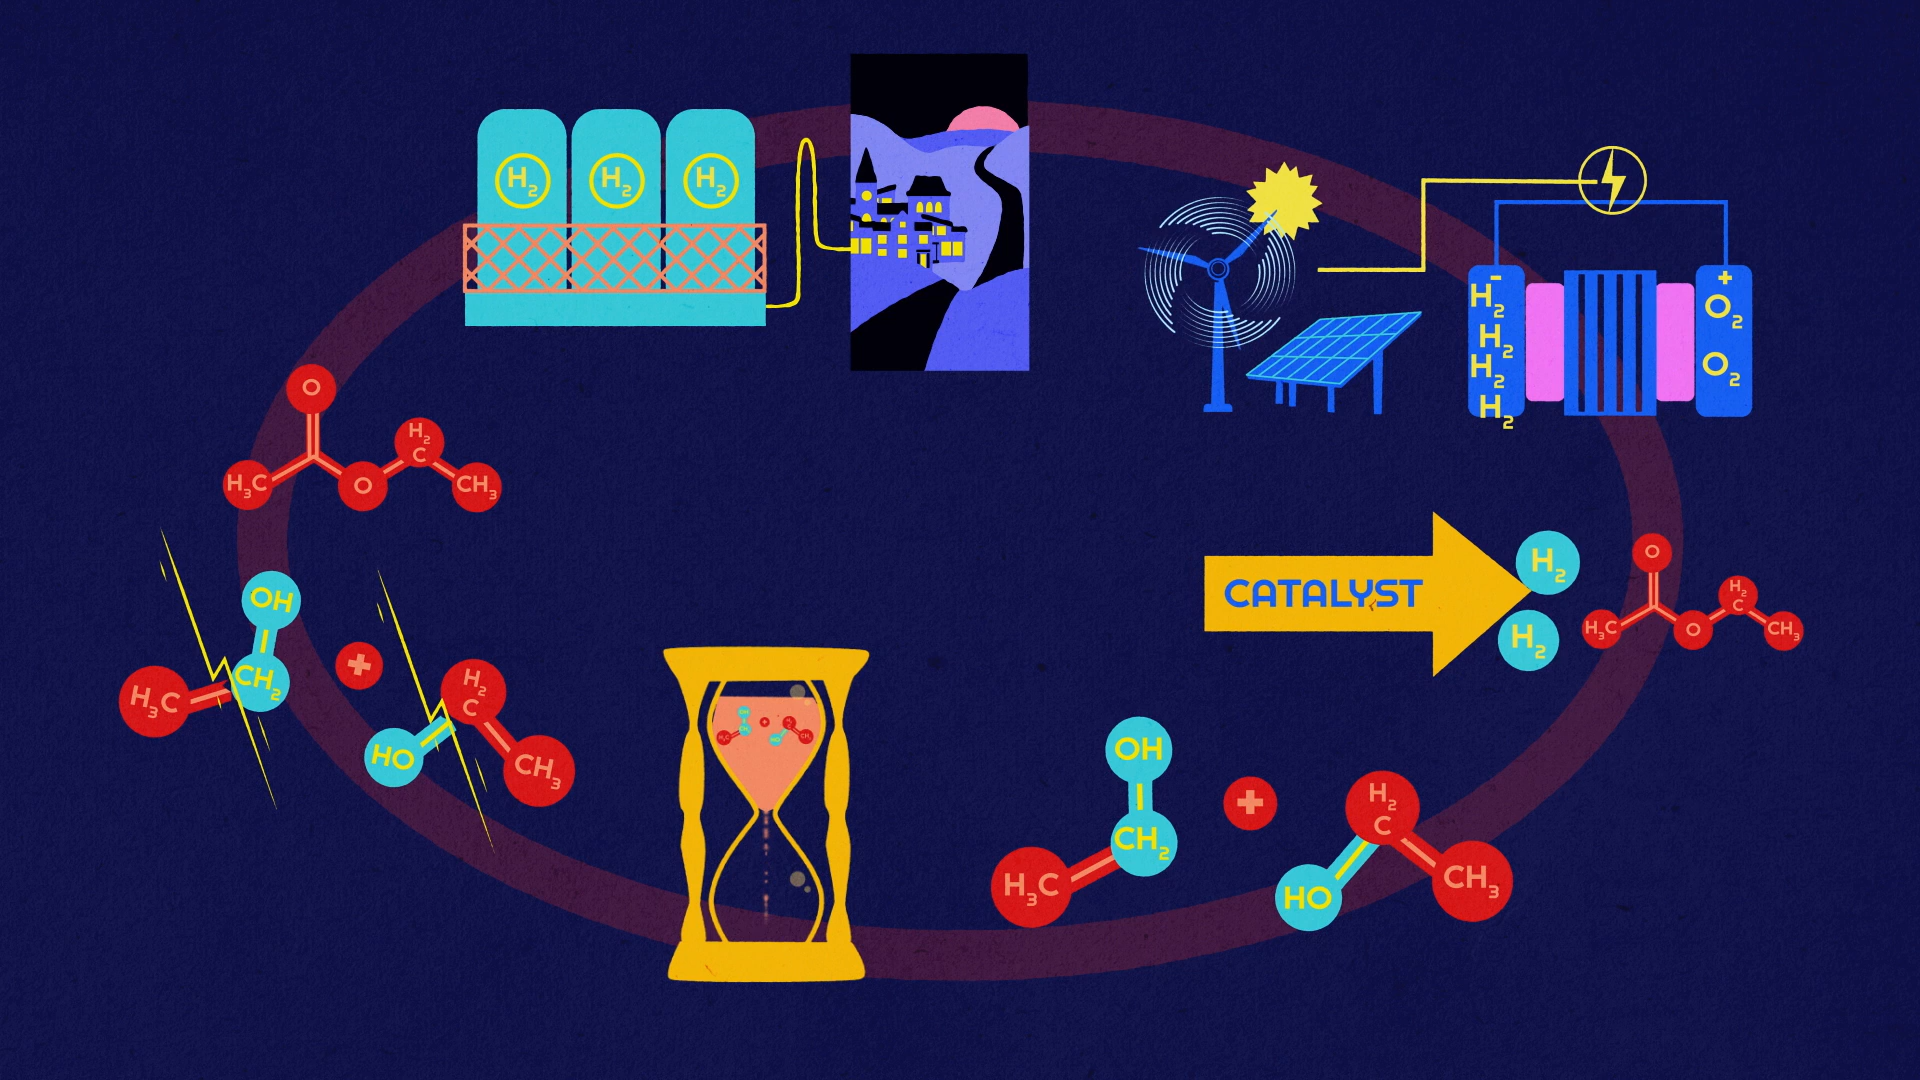 H2 H2 H2
-
H2
H2
H2
H2
+
O2
O2
O
H2
C
H3C O CH3
CATALYST
H2
H2
O
H2
C
H3C O CH3
OH
CH2
H3C
+
H2
C
HO
CH3
OH
CH2
H3C
+
H2
C
HO
CH3